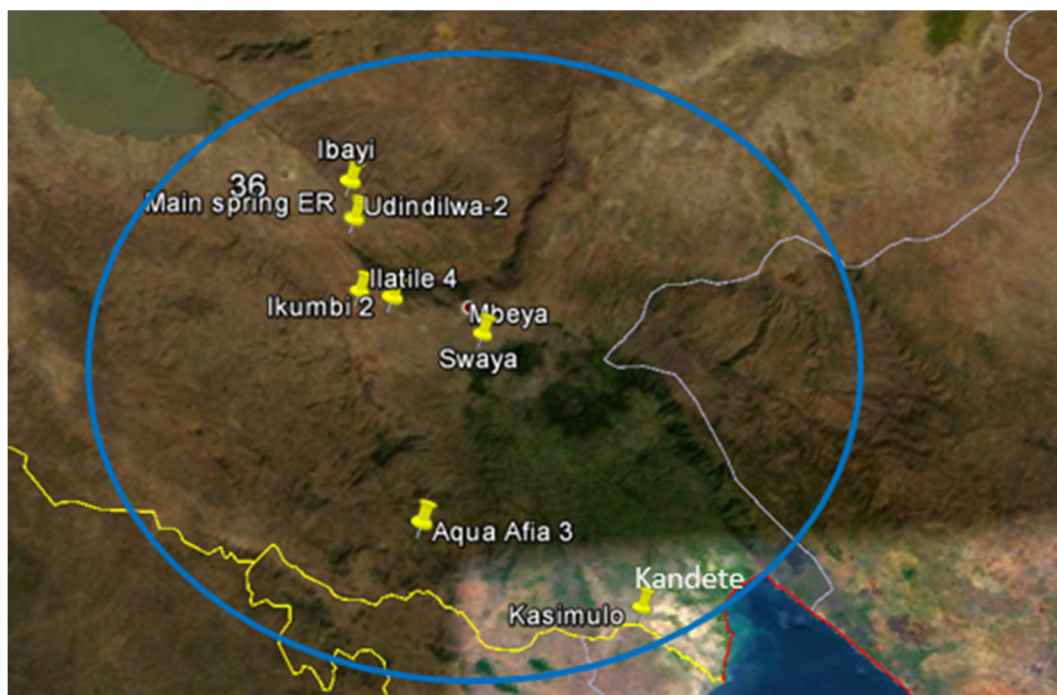 Ibayi
36
Main spring ER
Udindilwa-2
Ilatile 4
Ikumbi 2
Mbeya
Swaya
Aqua Afia 3
Kandete
Kasimulo